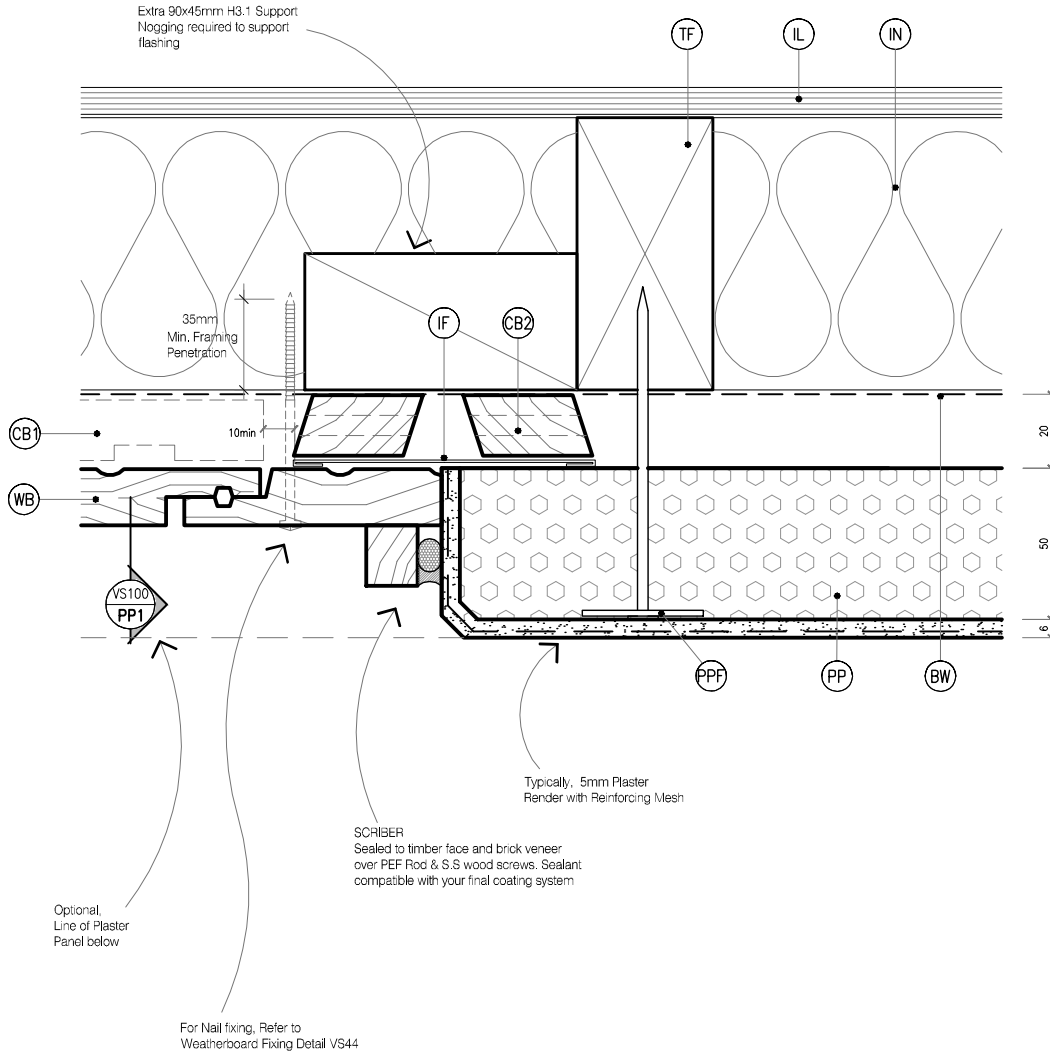 Extra 90x45mm H3.1 Support
Nogging required to support
flashing
TF
IL
IN
35mm
Min. Framing
Penetration
IF
CB2
CB1
10min
20
WB
50
VS100
PP1
6
PPF
PP
BW
Typically, 5mm Plaster
Render with Reinforcing Mesh
SCRIBER
Sealed to timber face and brick veneer
over PEF Rod & S.S wood screws. Sealant
compatible with your final coating system
Optional,
Line of Plaster
Panel below
For Nail fixing, Refer to
Weatherboard Fixing Detail VS44